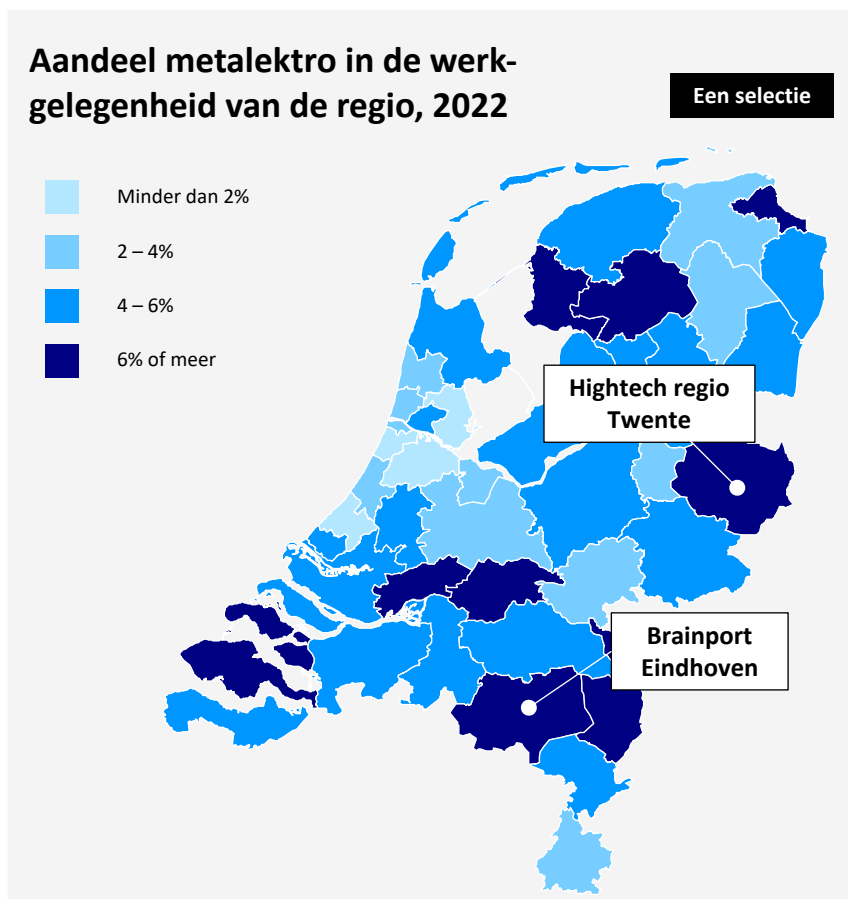 Aandeel metalektro in de werk-
gelegenheid van de regio, 2022
Een selectie
Minder dan 2%
2 – 4%
4 – 6%
6% of meer
Hightech regio
Twente
Brainport
Eindhoven